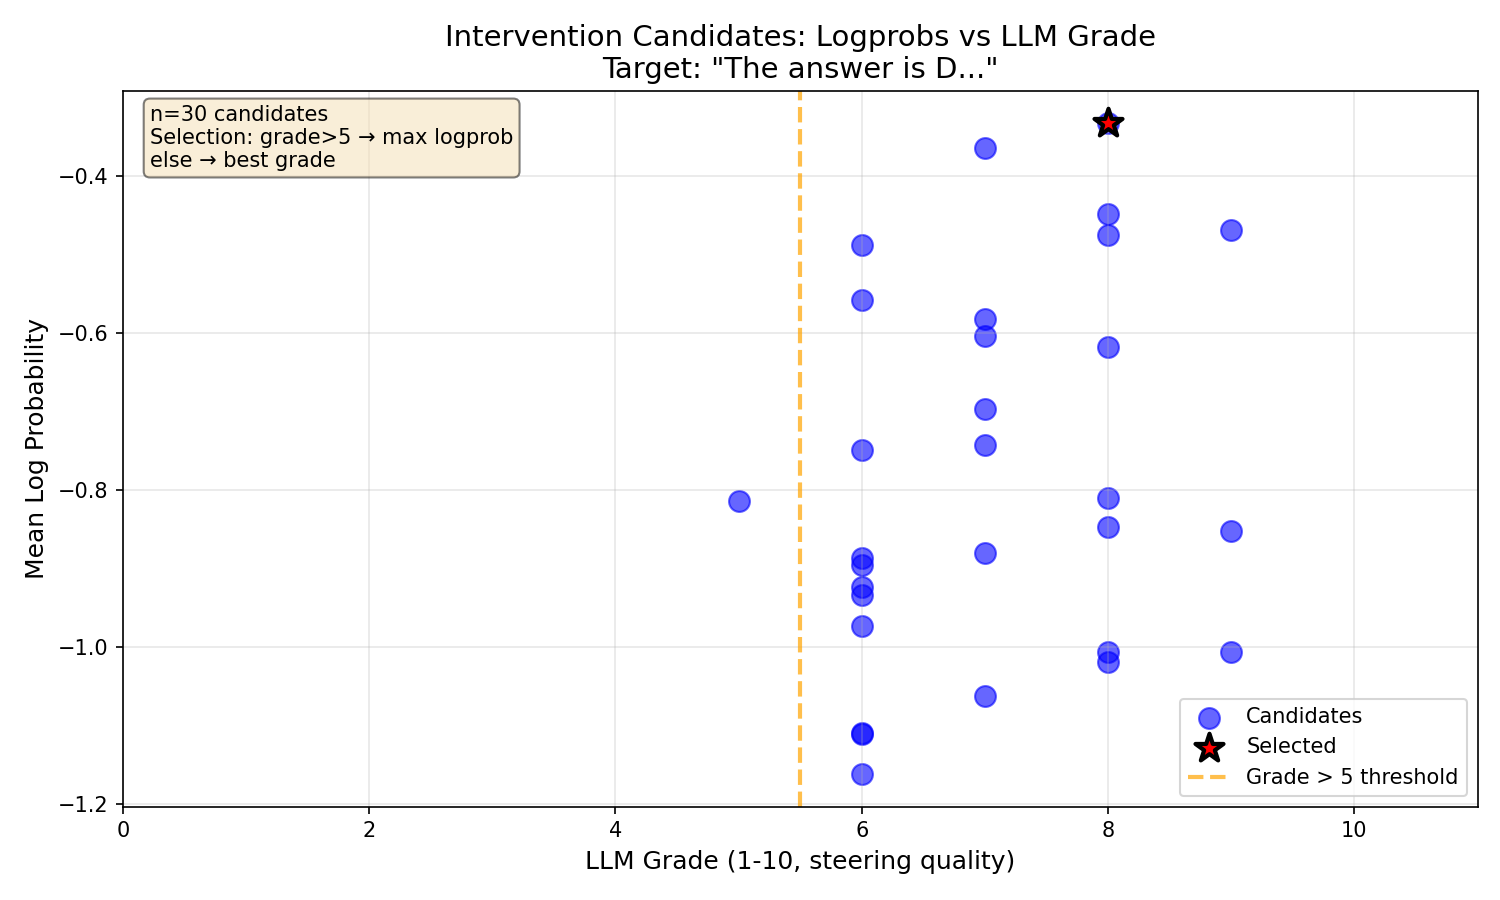 Intervention Candidates: Logprobs vs LLM Grade
Target: "The answer is D..."
n=30 candidates
Selection: grade>5 → max logprob
else → best grade
Mean Log Probability
−0.4
−0.6
−0.8
−1.0
−1.2
0
2
4
6
8
10
LLM Grade (1-10, steering quality)
Candidates
Selected
Grade > 5 threshold